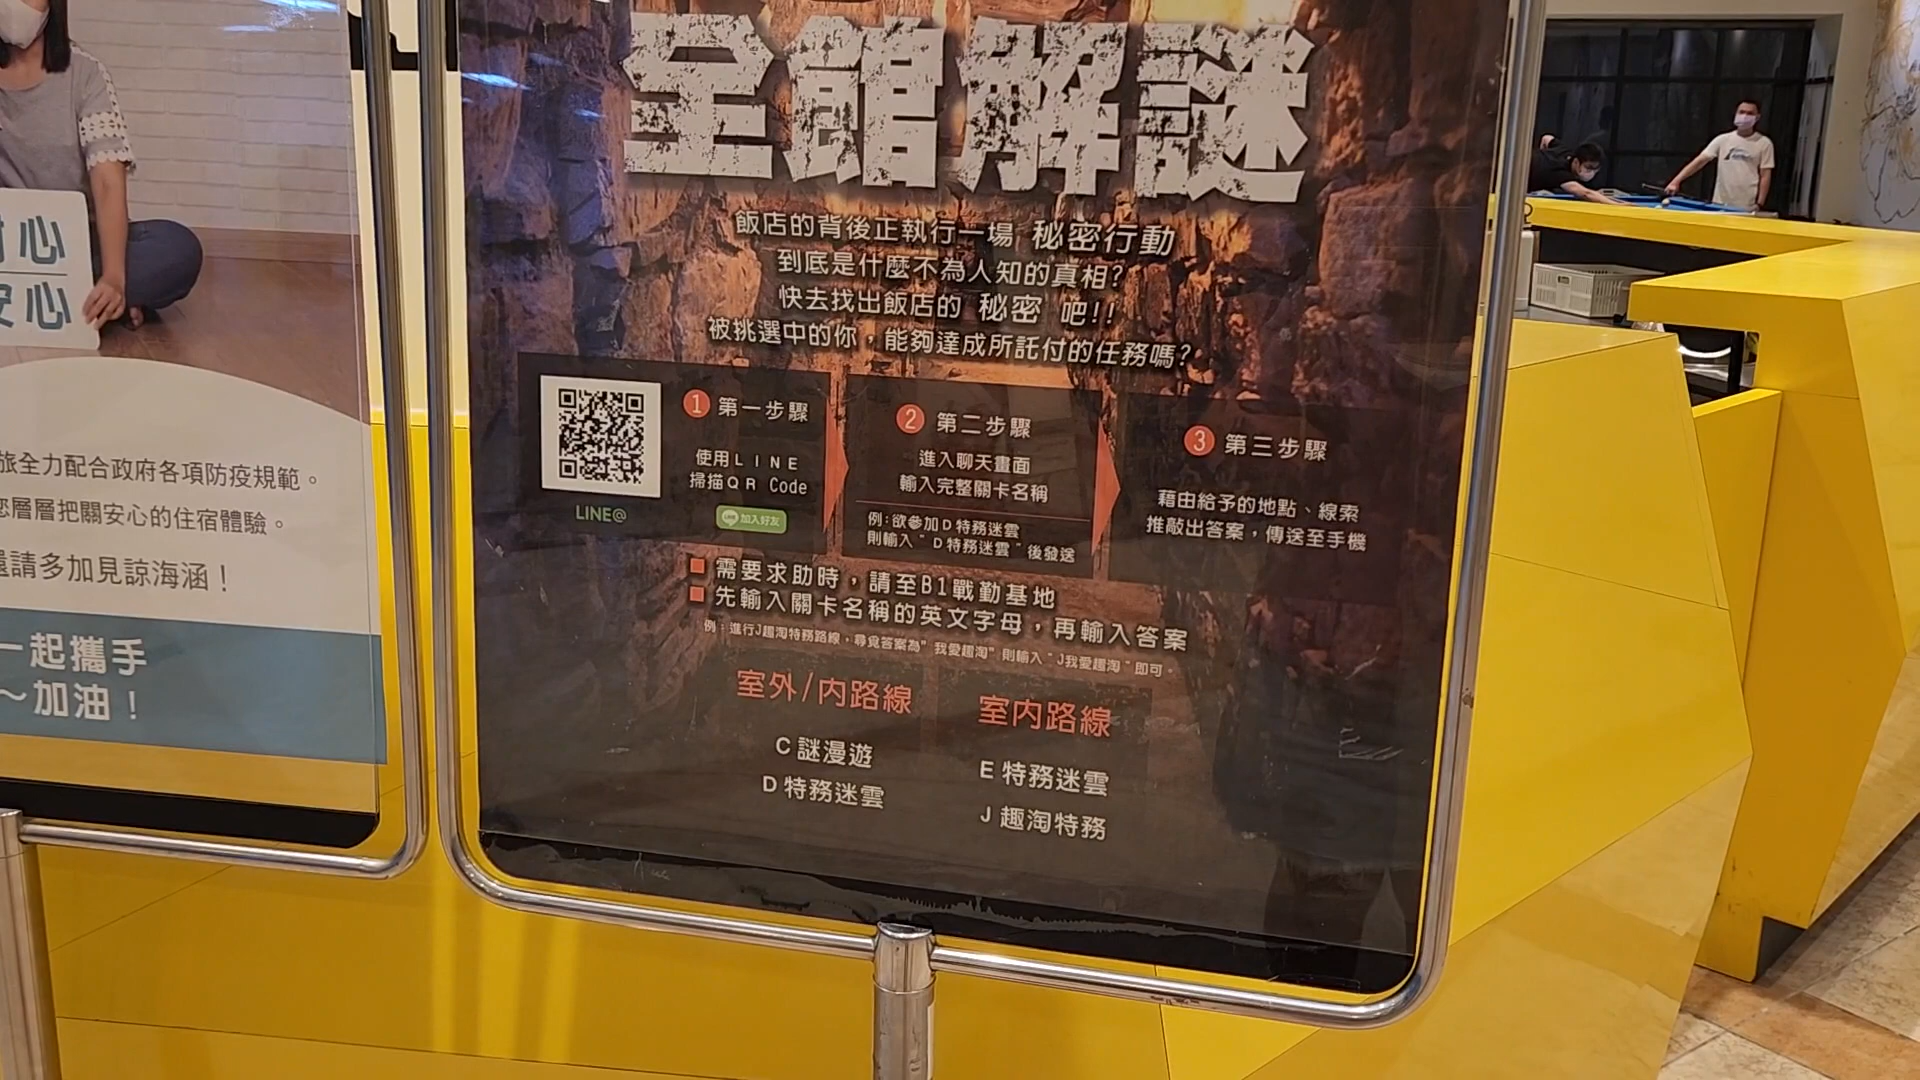 全館解謎
飯店的背後正執行一場 秘密行動
到底是什麼不為人知的真相?
快去找出飯店的 秘密 吧!!
被挑選中的你，能夠達成所託付的任務嗎?
LINE@
1 第一步驟
使用LINE
掃描QR Code
加入好友
2 第二步驟
進入聊天畫面
輸入完整關卡名稱
例:欲參加D特務迷雲
則輸入"D特務迷雲"後發送
3 第三步驟
藉由給予的地點、線索
推敲出答案，傳送至手機
需要求助時，請至B1戰勤基地
先輸入關卡名稱的英文字母，再輸入答案
例:進行J趣淘特務路線，尋覓答案為"我愛趣淘"則輸入"J我愛趣淘"即可。
室外/內路線
C 謎漫遊
D 特務迷雲
室內路線
E 特務迷雲
J 趣淘特務
心
安心
旅全力配合政府各項防疫規範。
您層層把關安心的住宿體驗。
還請多加見諒海涵！
一起攜手
～加油！